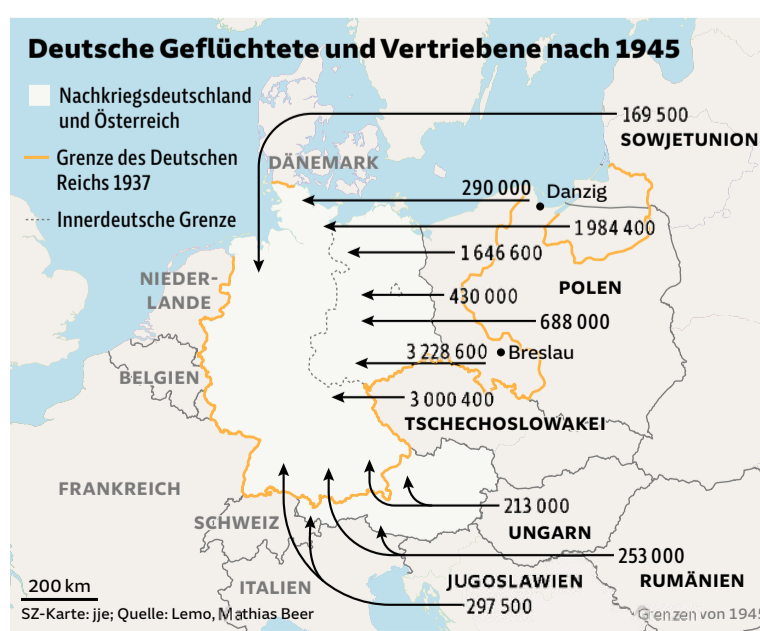 Deutsche Geflüchtete und Vertriebene nach 1945
Nachkriegsdeutschland
und Österreich
Grenze des Deutschen
Reichs 1937
Innerdeutsche Grenze
169 500
SOWJETUNION
DÄNEMARK
290 000
Danzig
1 984 400
1 646 600
NIEDER-
LANDE
POLEN
430 000
688 000
3 228 600
Breslau
BELGIEN
3 000 400
TSCHECHOSLOWAKEI
FRANKREICH
213 000
SCHWEIZ
UNGARN
253 000
JUGOSLAWIEN
RUMÄNIEN
ITALIEN
200 km
297 500
SZ-Karte: jje; Quelle: Lemo, Mathias Beer
Grenzen von 1945